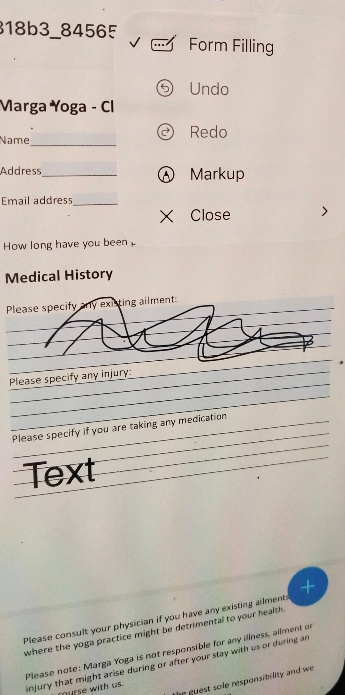 318b3_84565
Form Filling
Undo
Redo
Markup
Close
Marga Yoga - Cl
Name
Address
Email address
How long have you been
Medical History
Please specify any existing ailment:
Please specify any injury:
Please specify if you are taking any medication
Text
Please consult your physician if you have any existing ailments
where the yoga practice might be detrimental to your health.
Please note: Marga Yoga is not responsible for any illness, ailment or
injury that might arise during or after your stay with us or during an
course with us.
the guest sole responsibility and we